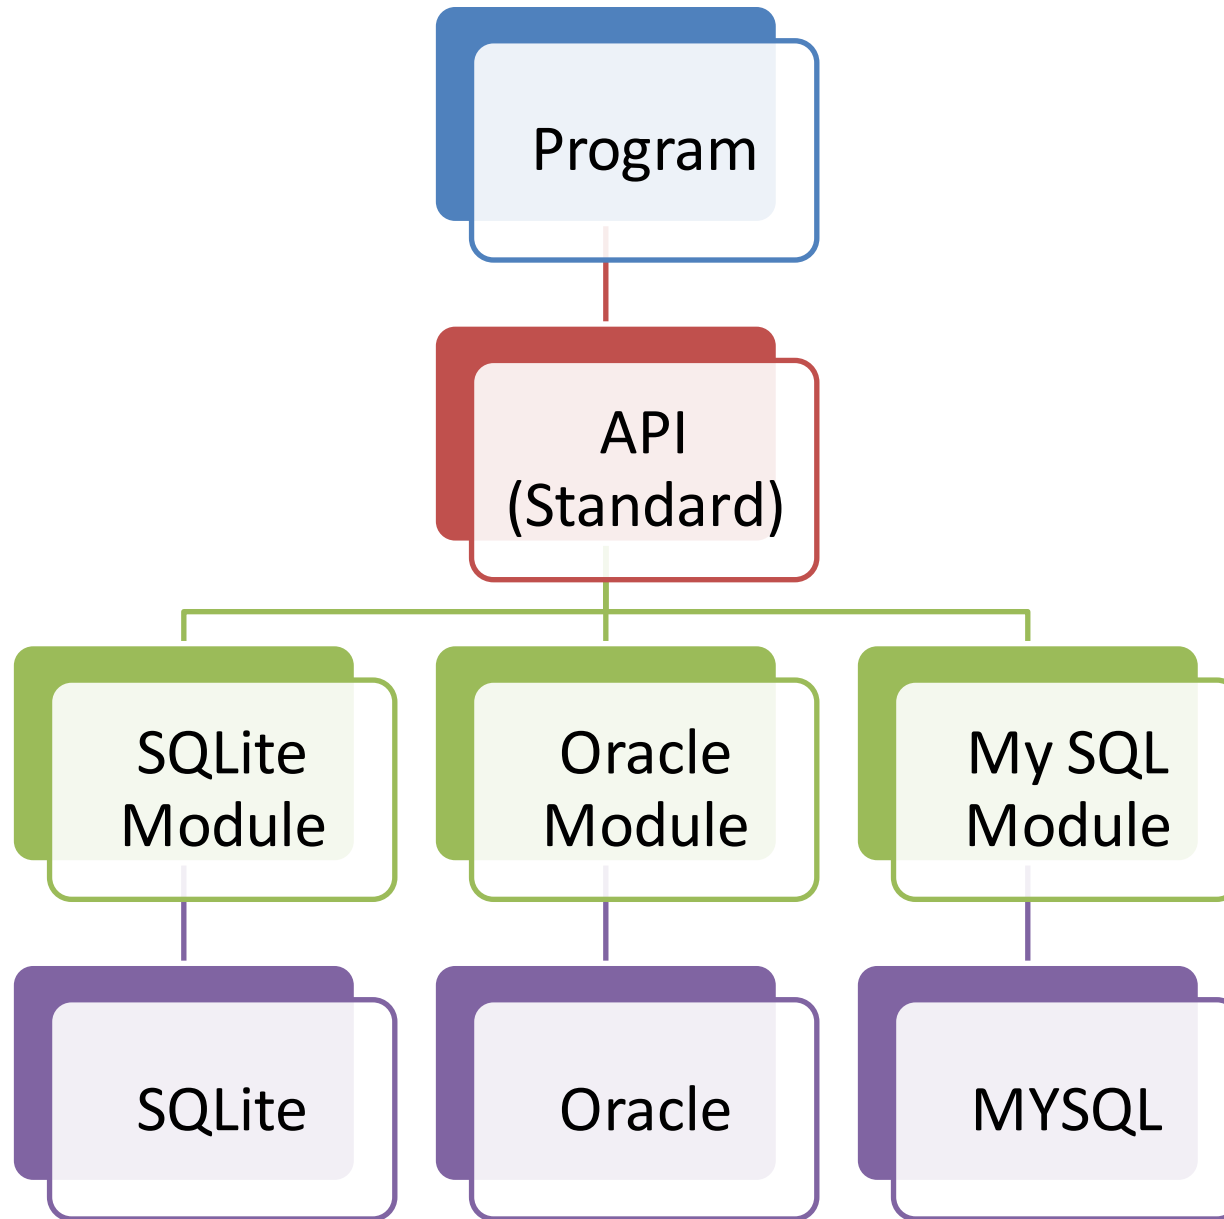 Program
API
(Standard)
SQLite
Module
Oracle
Module
My SQL
Module
SQLite
Oracle
MYSQL